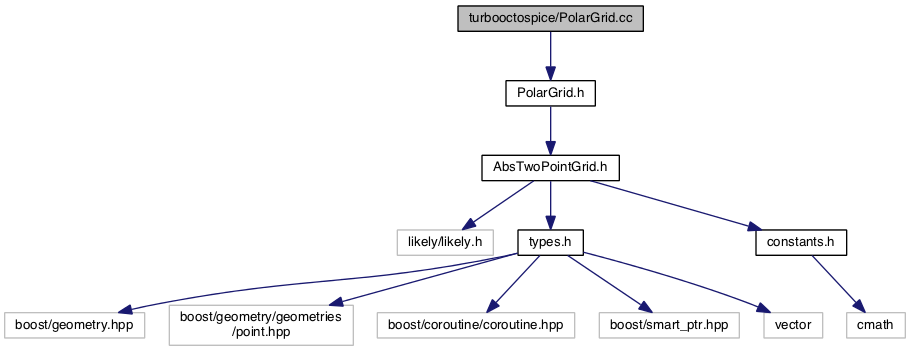 turbooctospice/PolarGrid.cc
PolarGrid.h
AbsTwoPointGrid.h
likely/likely.h
types.h
constants.h
boost/geometry.hpp
boost/geometry/geometries
/point.hpp
boost/coroutine/coroutine.hpp
boost/smart_ptr.hpp
vector
cmath